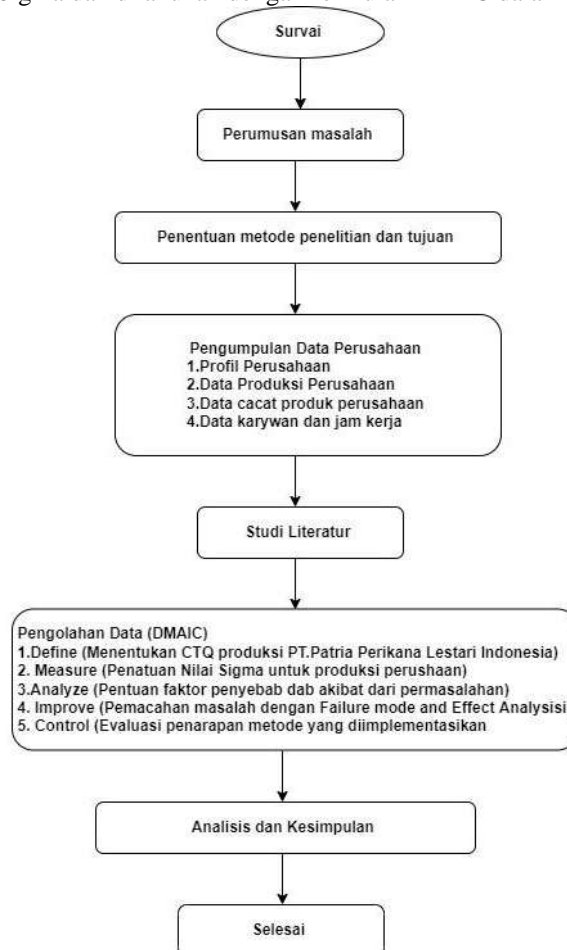 Survai
Perumusan masalah
Penentuan metode penelitian dan tujuan
Pengumpulan Data Perusahaan
1.Profil Perusahaan
2.Data Produksi Perusahaan
3.Data cacat produk perusahaan
4.Data karywan dan jam kerja
Studi Literatur
Pengolahan Data (DMAIC)
1.Define (Menentukan CTQ produksi PT.Patria Perikana Lestari Indonesia)
2. Measure (Penatuan Nilai Sigma untuk produksi perushaan)
3.Analyze (Pentuan faktor penyebab dab akibat dari permasalahan)
4. Improve (Pemacahan masalah dengan Failure mode and Effect Analysisi
5. Control (Evaluasi penarapan metode yang diimplementasikan
Analisis dan Kesimpulan
Selesai